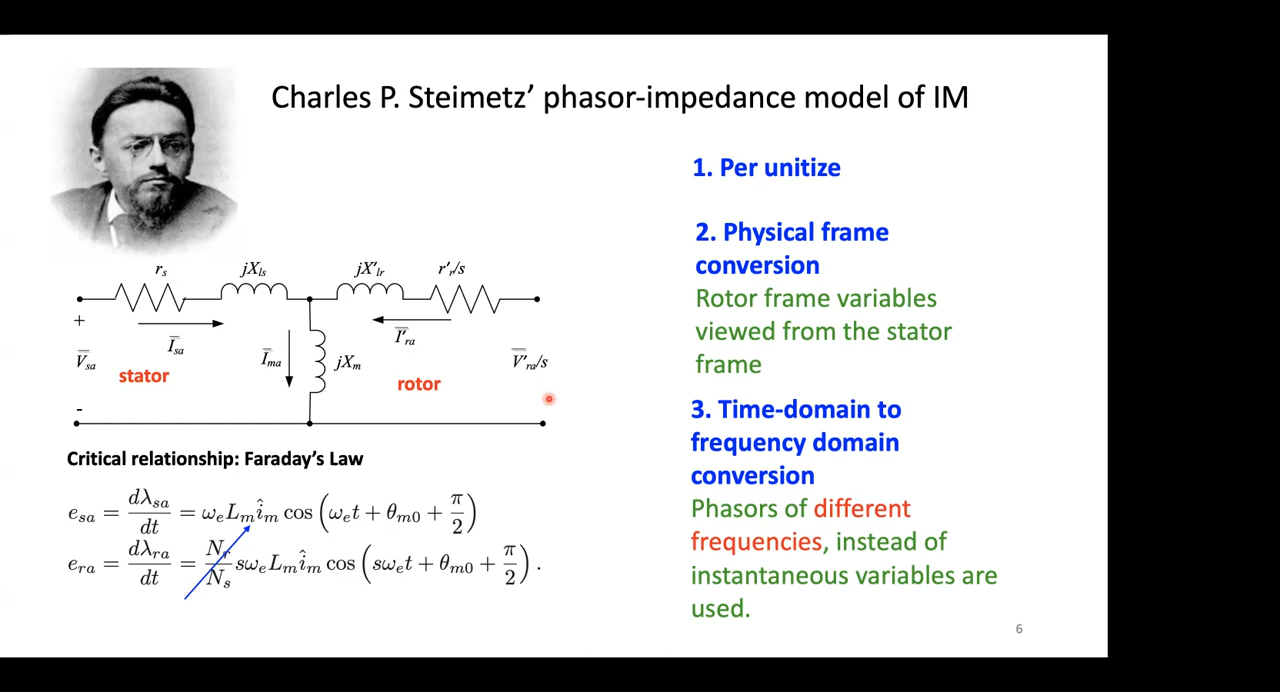 Charles P. Steimetz’ phasor-impedance model of IM
1. Per unitize
2. Physical frame
conversion
Rotor frame variables
viewed from the stator
frame
3. Time-domain to
frequency domain
conversion
Phasors of different
frequencies, instead of
instantaneous variables are
used.
r_s jX_ls jX'_lr r'_r/s
+
I̅_sa I̅_ma jX_m I̅'_ra
V̅_sa V̅'_ra/s
stator rotor
-
Critical relationship: Faraday’s Law
e_sa = dλ_sa/dt = ω_e L_m î_m cos(ω_e t + θ_m0 + π/2)
e_ra = dλ_ra/dt = N_r/N_s sω_e L_m î_m cos(sω_e t + θ_m0 + π/2).
6